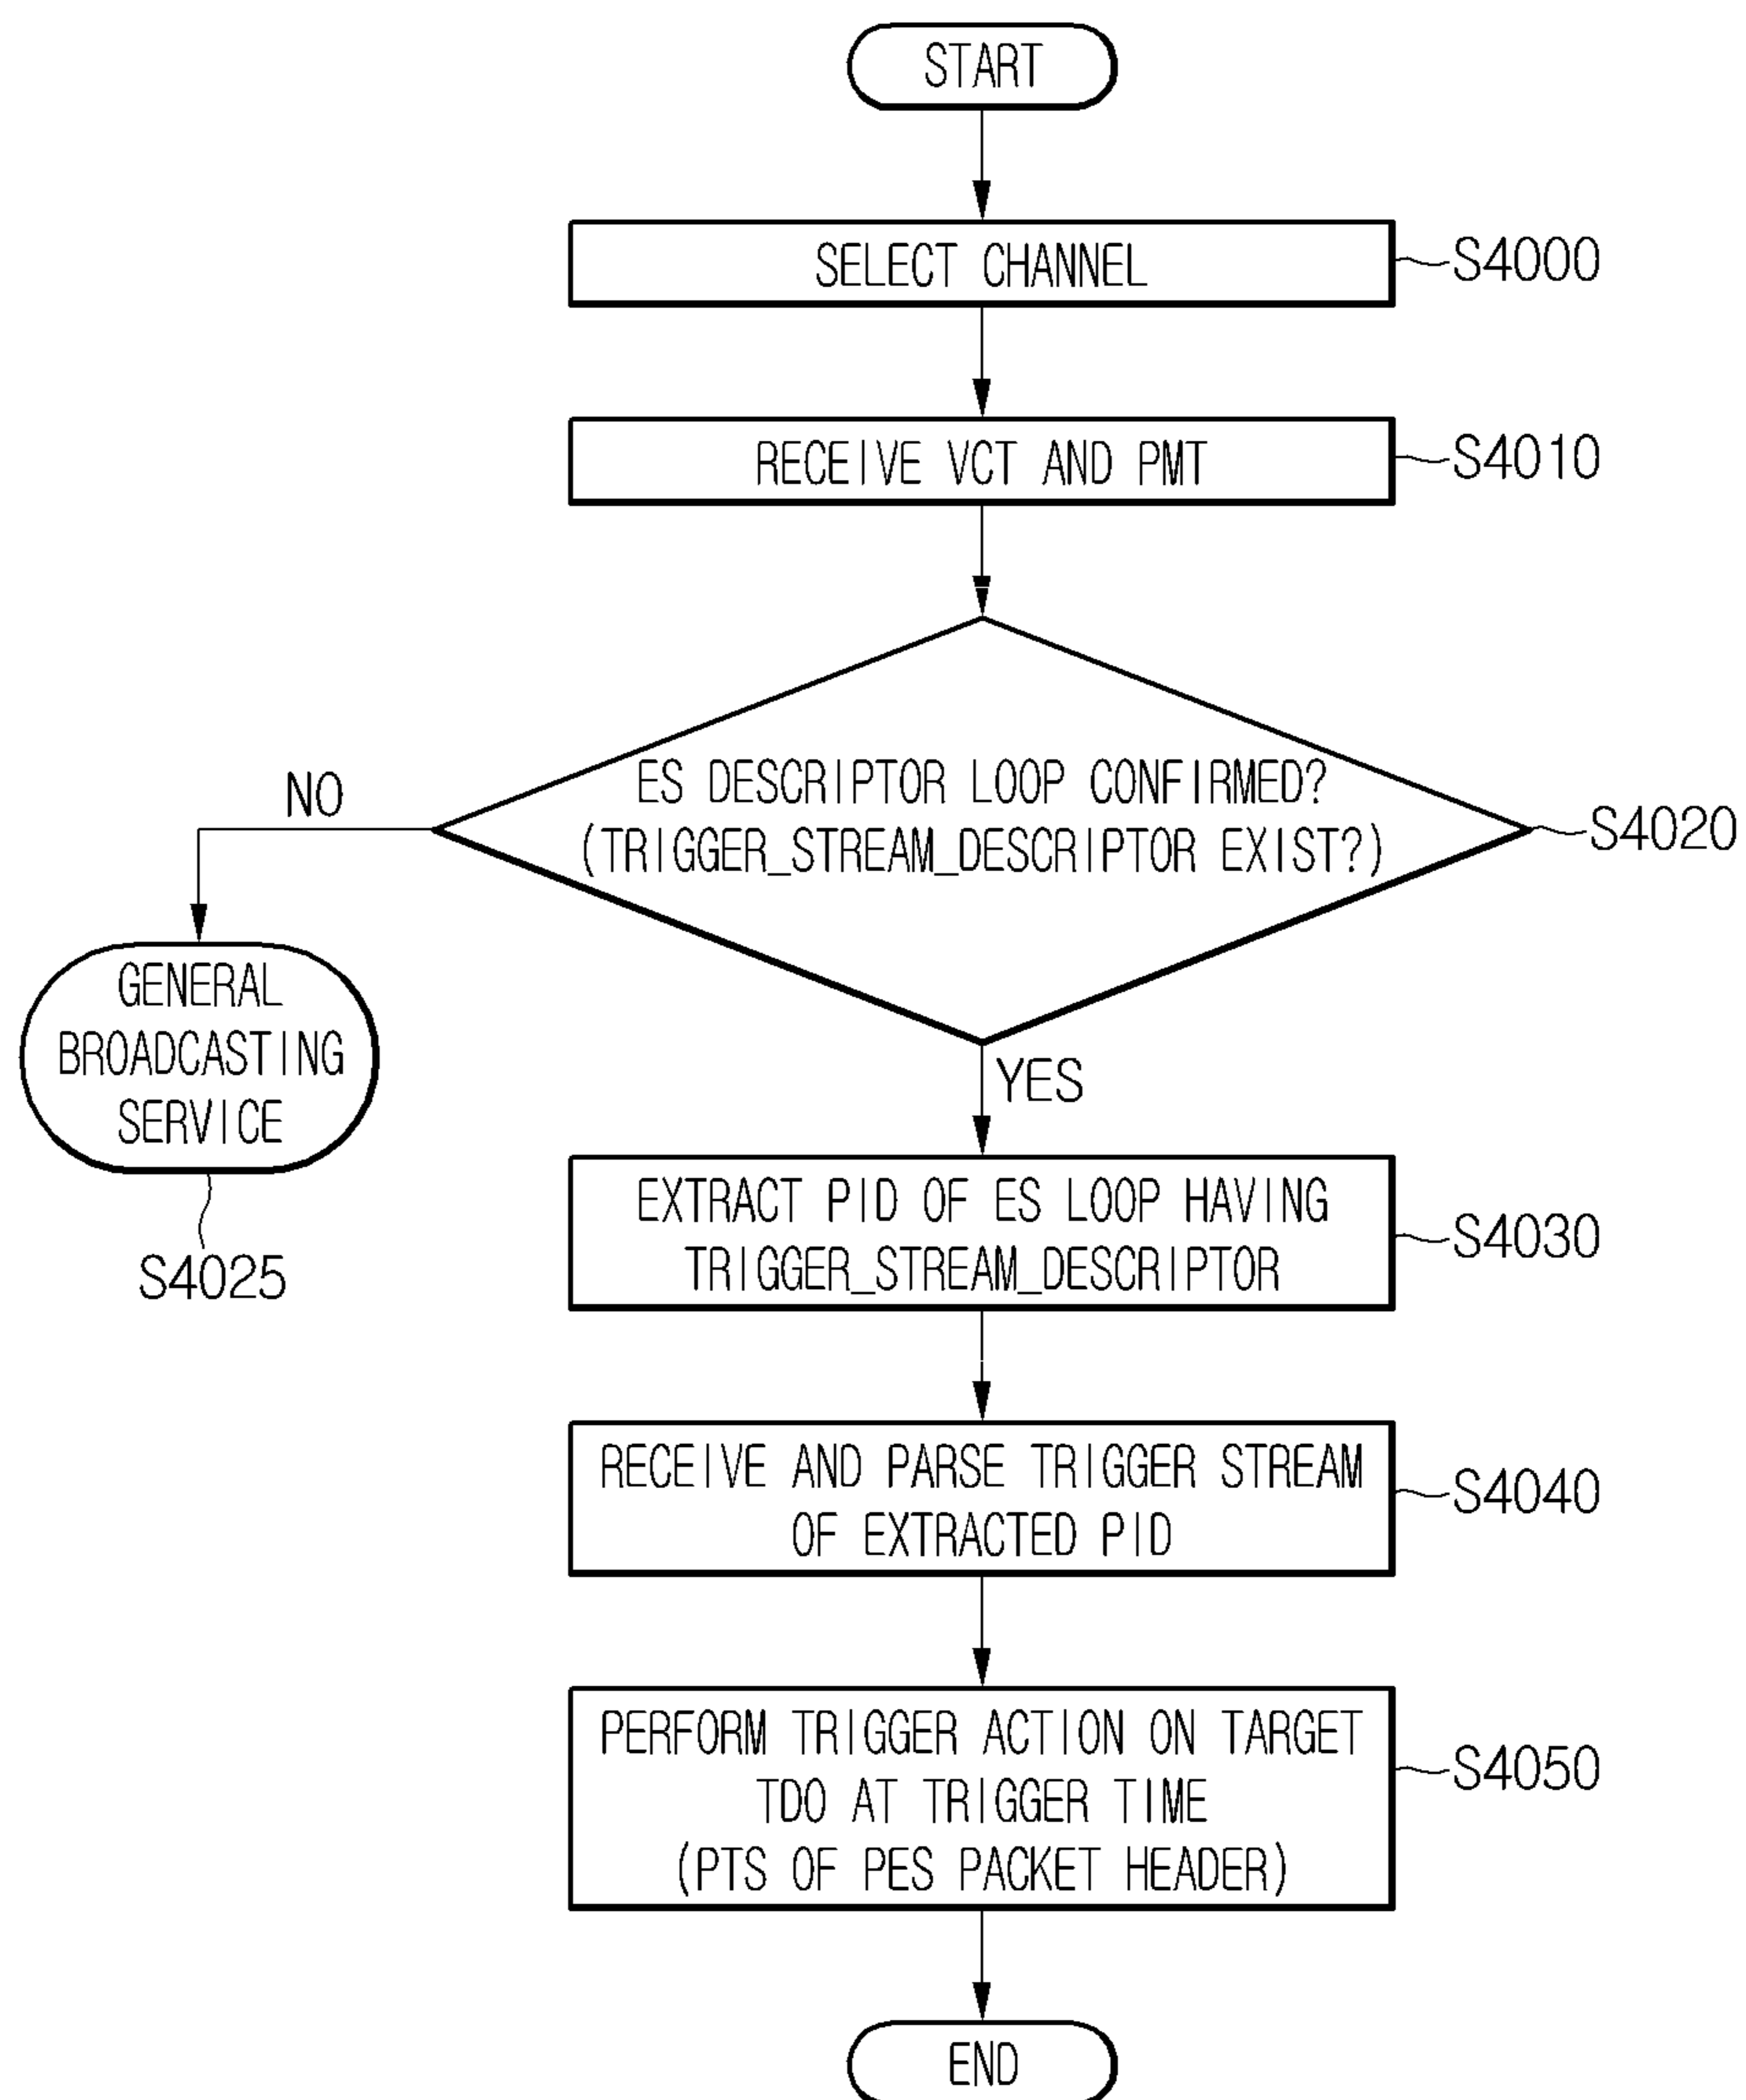 START
SELECT CHANNEL
S4000
RECEIVE VCT AND PMT
S4010
ES DESCRIPTOR LOOP CONFIRMED?
(TRIGGER_STREAM_DESCRIPTOR EXIST?)
S4020
NO
GENERAL
BROADCASTING
SERVICE
S4025
YES
EXTRACT PID OF ES LOOP HAVING
TRIGGER_STREAM_DESCRIPTOR
S4030
RECEIVE AND PARSE TRIGGER STREAM
OF EXTRACTED PID
S4040
PERFORM TRIGGER ACTION ON TARGET
TDO AT TRIGGER TIME
(PTS OF PES PACKET HEADER)
S4050
END